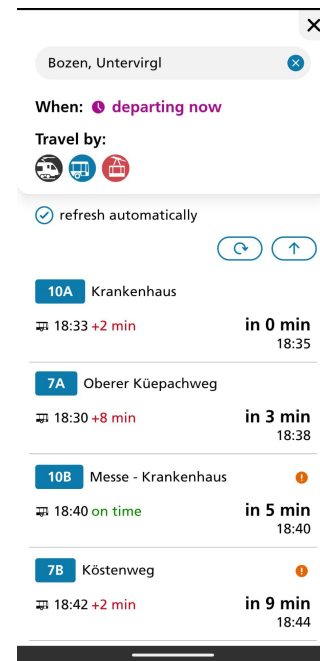 Bozen, Untervirgl
When: departing now
Travel by:
refresh automatically
10A Krankenhaus
18:33 +2 min in 0 min
18:35
7A Oberer Küepachweg
18:30 +8 min in 3 min
18:38
10B Messe - Krankenhaus
18:40 on time in 5 min
18:40
7B Köstenweg
18:42 +2 min in 9 min
18:44